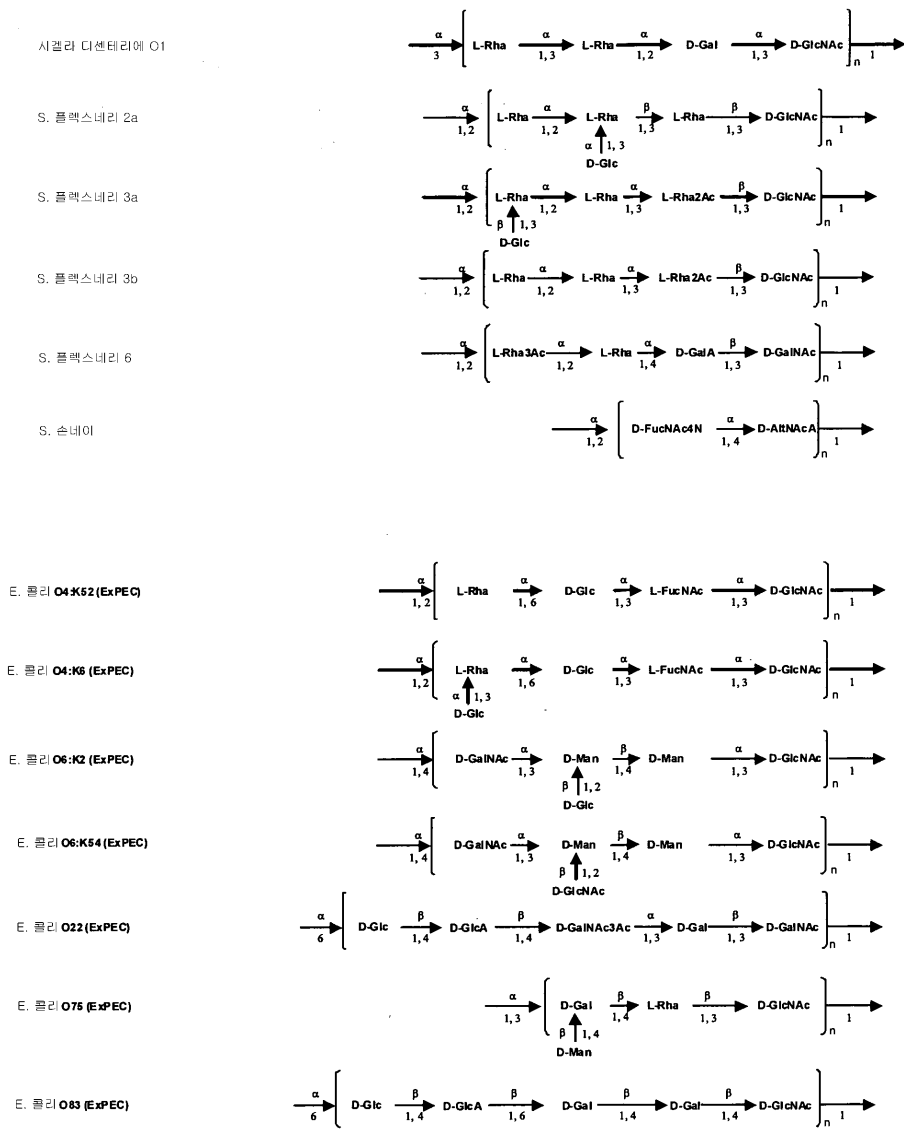 시겔라 디센테리에 O1 α 3 L-Rha α 1,3 L-Rha α 1,2 D-Gal α 1,3 D-GlcNAc n 1
S. 플렉스네리 2a α 1,2 L-Rha α 1,2 L-Rha β 1,3 L-Rha β 1,3 D-GlcNAc n 1
α 1,3
D-Glc
S. 플렉스네리 3a α 1,2 L-Rha α 1,2 L-Rha α 1,3 L-Rha2Ac β 1,3 D-GlcNAc n 1
β 1,3
D-Glc
S. 플렉스네리 3b α 1,2 L-Rha α 1,2 L-Rha α 1,3 L-Rha2Ac β 1,3 D-GlcNAc n 1
S. 플렉스네리 6 α 1,2 L-Rha3Ac α 1,2 L-Rha α 1,4 D-GalA β 1,3 D-GalNAc n 1
S. 손네이 α 1,2 D-FucNAc4N α 1,4 D-AltNAcA n 1
E. 콜리 O4:K52 (ExPEC) α 1,2 L-Rha α 1,6 D-Glc α 1,3 L-FucNAc α 1,3 D-GlcNAc n 1
E. 콜리 O4:K6 (ExPEC) α 1,2 L-Rha α 1,6 D-Glc α 1,3 L-FucNAc α 1,3 D-GlcNAc n 1
α 1,3
D-Glc
E. 콜리 O6:K2 (ExPEC) α 1,4 D-GalNAc α 1,3 D-Man β 1,4 D-Man α 1,3 D-GlcNAc n 1
β 1,2
D-Glc
E. 콜리 O6:K54 (ExPEC) α 1,4 D-GalNAc α 1,3 D-Man β 1,4 D-Man α 1,3 D-GlcNAc n 1
β 1,2
D-GlcNAc
E. 콜리 O22 (ExPEC) α 6 D-Glc β 1,4 D-GlcA β 1,4 D-GalNAc3Ac α 1,3 D-Gal β 1,3 D-GalNAc n 1
E. 콜리 O75 (ExPEC) α 1,3 D-Gal β 1,4 L-Rha β 1,3 D-GlcNAc n 1
β 1,4
D-Man
E. 콜리 O83 (ExPEC) α 6 D-Glc β 1,4 D-GlcA β 1,6 D-Gal β 1,4 D-Gal β 1,4 D-GlcNAc n 1